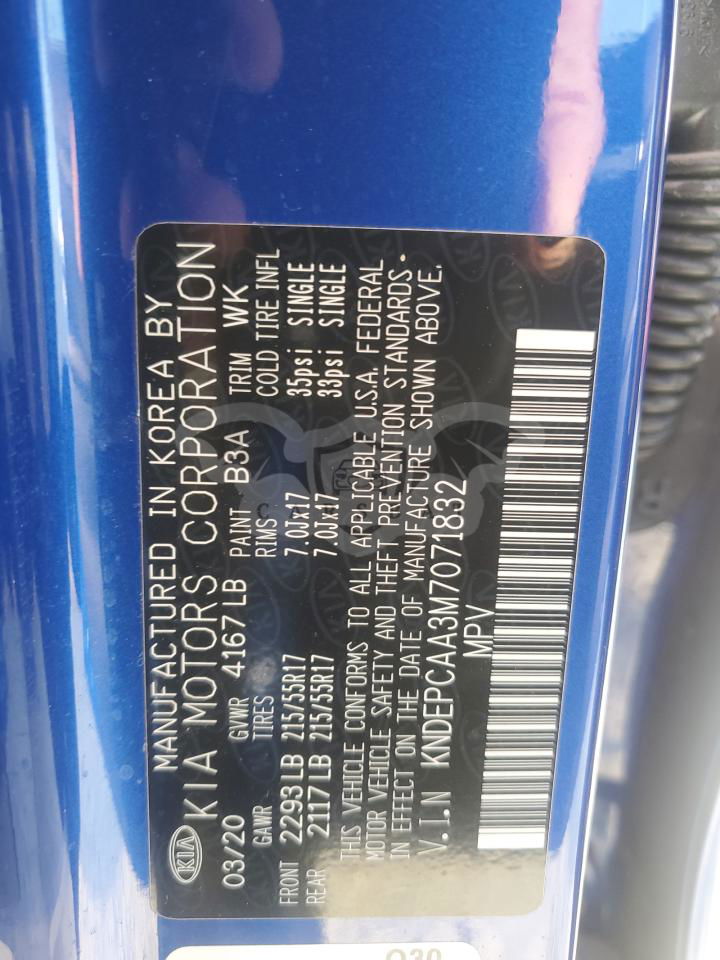 KIA
MANUFACTURED IN KOREA BY
KIA MOTORS CORPORATION
03/20 GVWR 4167 LB PAINT B3A TRIM WK
GAWR TIRES RIMS COLD TIRE INFL
FRONT 2293 LB 215/55R17 7.0Jx17 35psi SINGLE
REAR 2117 LB 215/55R17 7.0Jx17 33psi SINGLE
THIS VEHICLE CONFORMS TO ALL APPLICABLE U.S.A. FEDERAL
MOTOR VEHICLE SAFETY AND THEFT PREVENTION STANDARDS.
IN EFFECT ON THE DATE OF MANUFACTURE SHOWN ABOVE.
V.I.N KNDEPCAA3M7071832
MPV
Q30